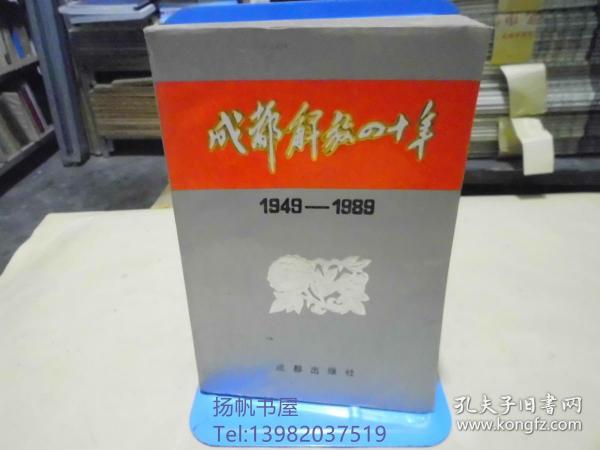 成都解放四十年
1949—1989
成都出版社
扬帆书屋
Tel:13982037519
孔夫子旧书网
www.kongfz.com